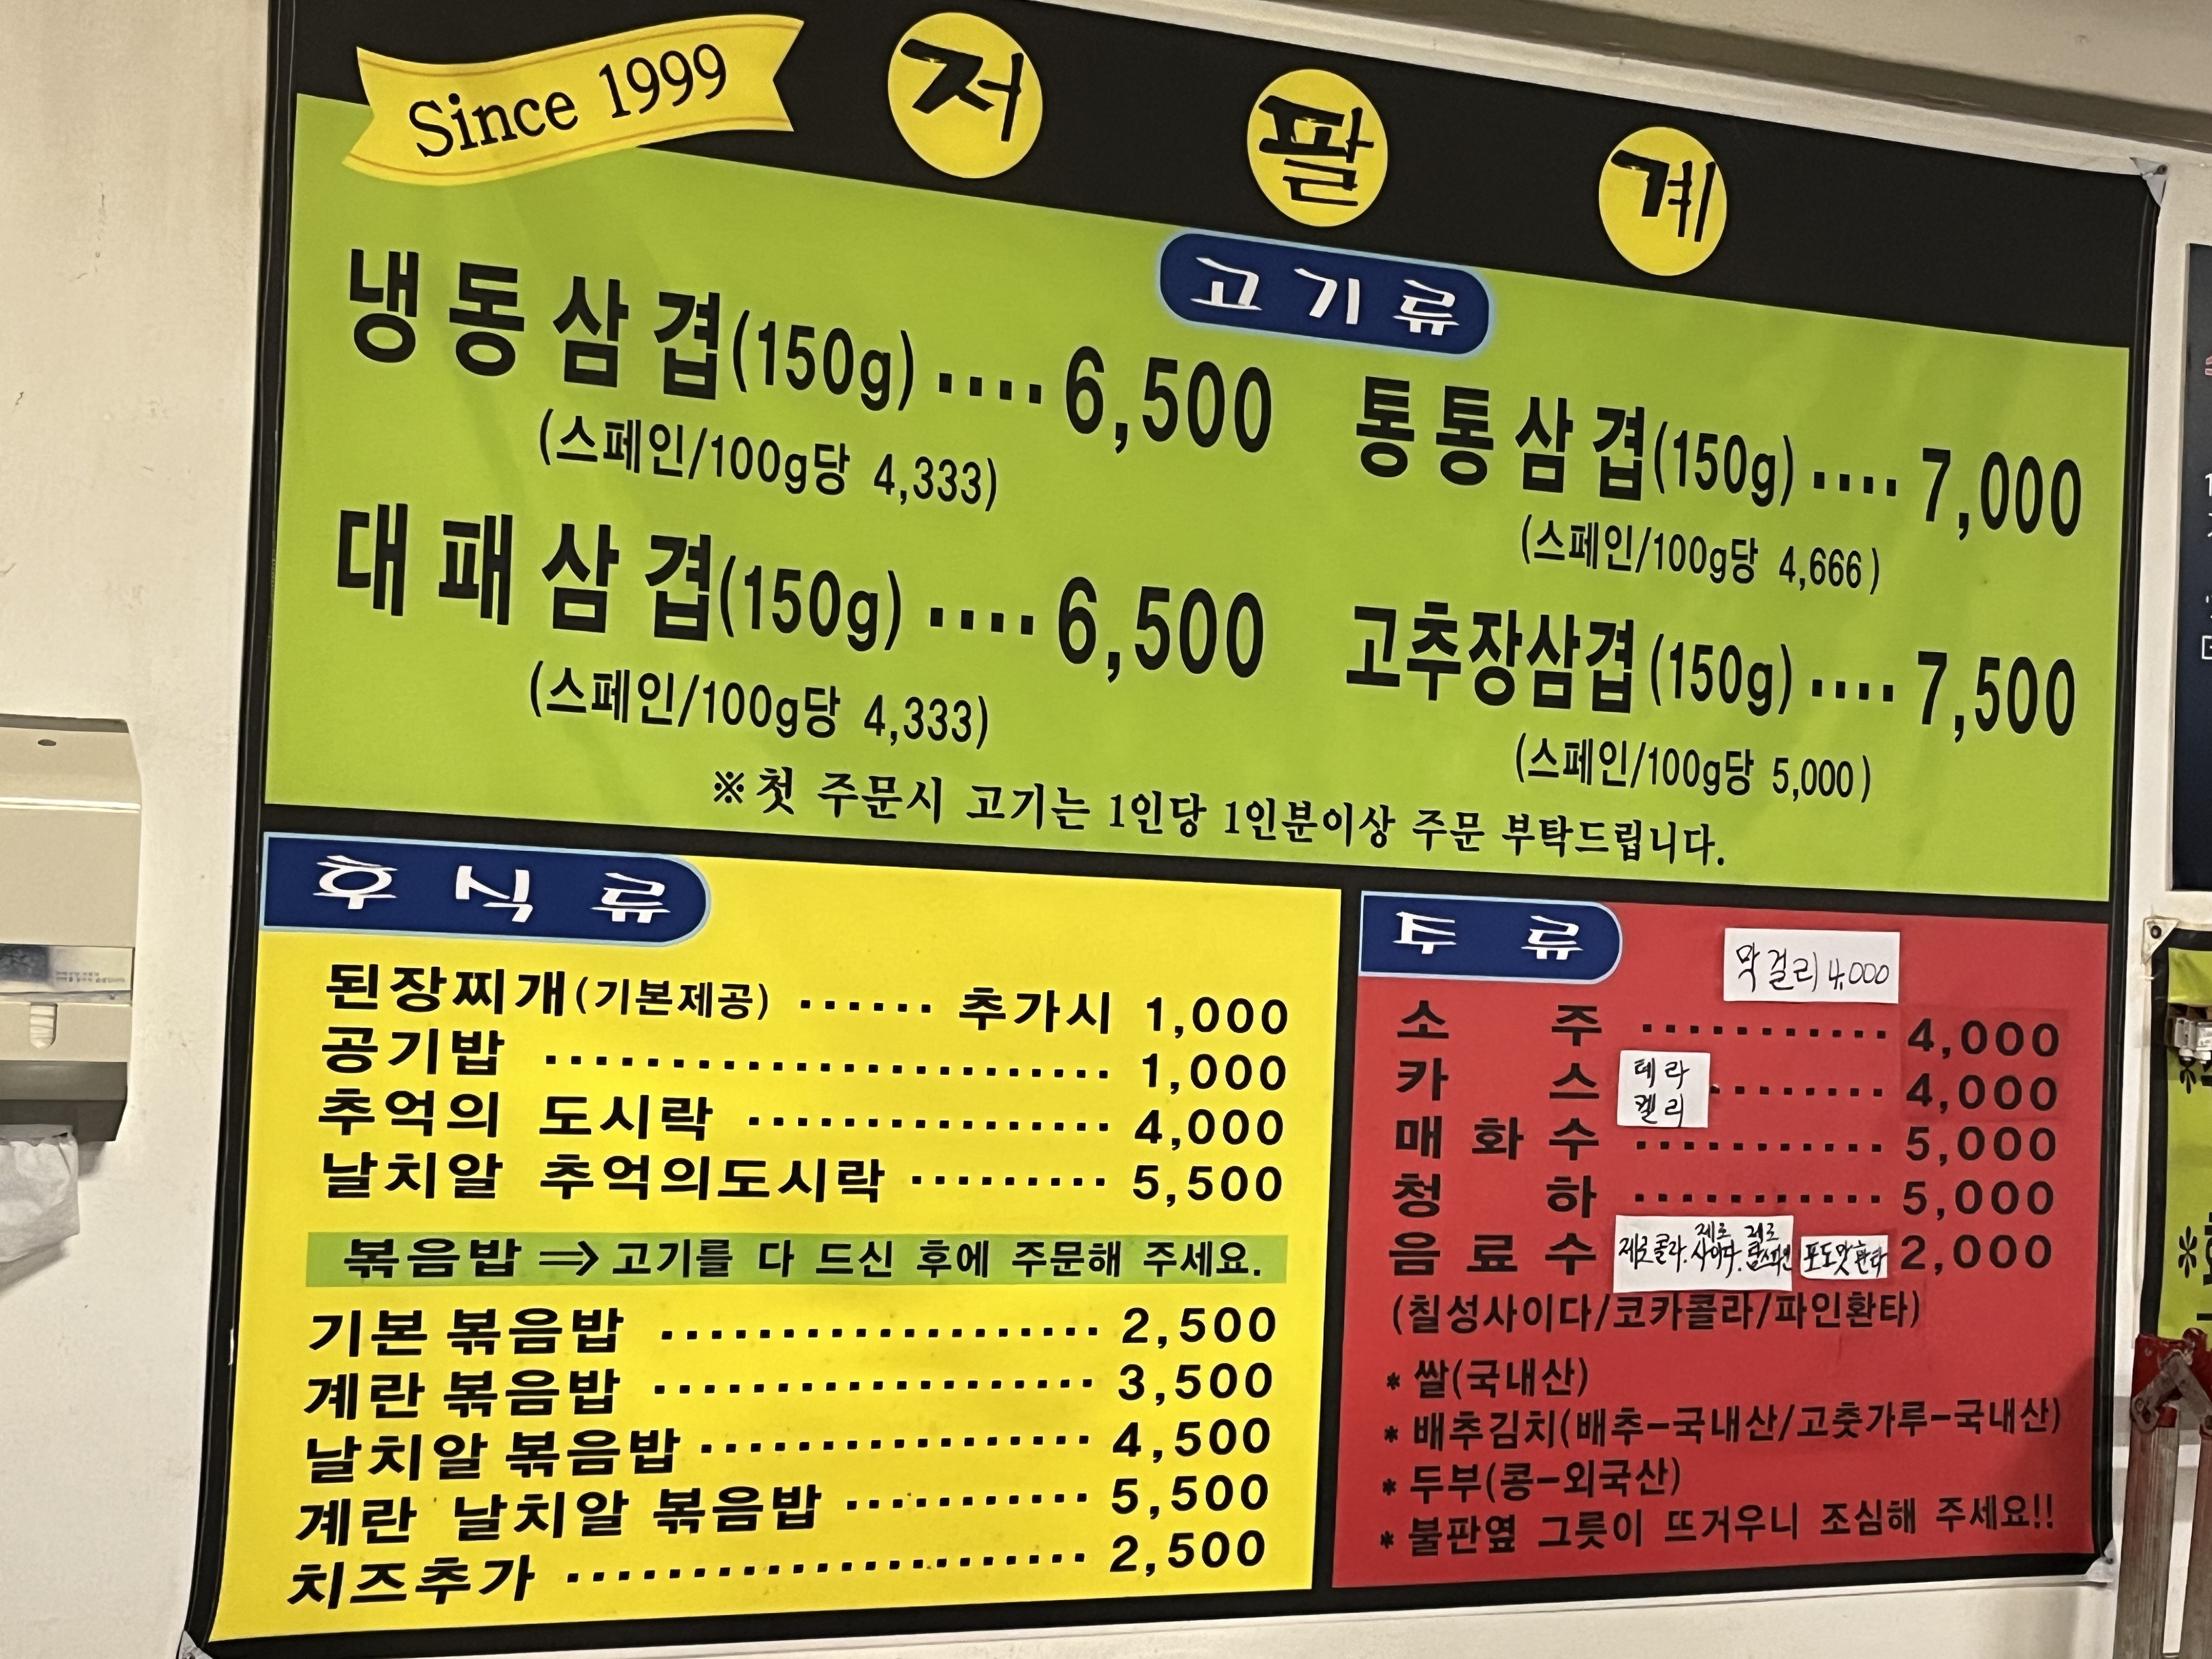 Since 1999
저 팔 계
고기류
냉동삼겹(150g) ···· 6,500
(스페인/100g당 4,333)
통통삼겹(150g) ···· 7,000
(스페인/100g당 4,666)
대패삼겹(150g) ···· 6,500
(스페인/100g당 4,333)
고추장삼겹(150g) ···· 7,500
(스페인/100g당 5,000)
※첫 주문시 고기는 1인당 1인분이상 주문 부탁드립니다.
후식류
된장찌개(기본제공) ······ 추가시 1,000
공기밥 ······················· 1,000
추억의 도시락 ··············· 4,000
날치알 추억의도시락 ········· 5,500
볶음밥 ⇒ 고기를 다 드신 후에 주문해 주세요.
기본 볶음밥 ··················· 2,500
계란 볶음밥 ··················· 3,500
날치알 볶음밥 ················· 4,500
계란 날치알 볶음밥 ··········· 5,500
치즈추가 ······················· 2,500
투 류
막걸리 4,000
소 주 ··········· 4,000
카 스 ········ 4,000
테라
켈리
매화수 ··········· 5,000
청 하 ··········· 5,000
음료수 2,000
제로콜라. 제로 사이다. 제로
포도맛환타
(칠성사이다/코카콜라/파인환타)
* 쌀(국내산)
* 배추김치(배추-국내산/고춧가루-국내산)
* 두부(콩-외국산)
* 불판옆 그릇이 뜨거우니 조심해 주세요!!